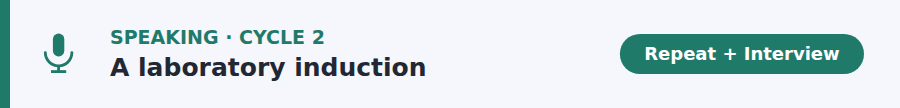 SPEAKING · CYCLE 2
A laboratory induction
Repeat + Interview